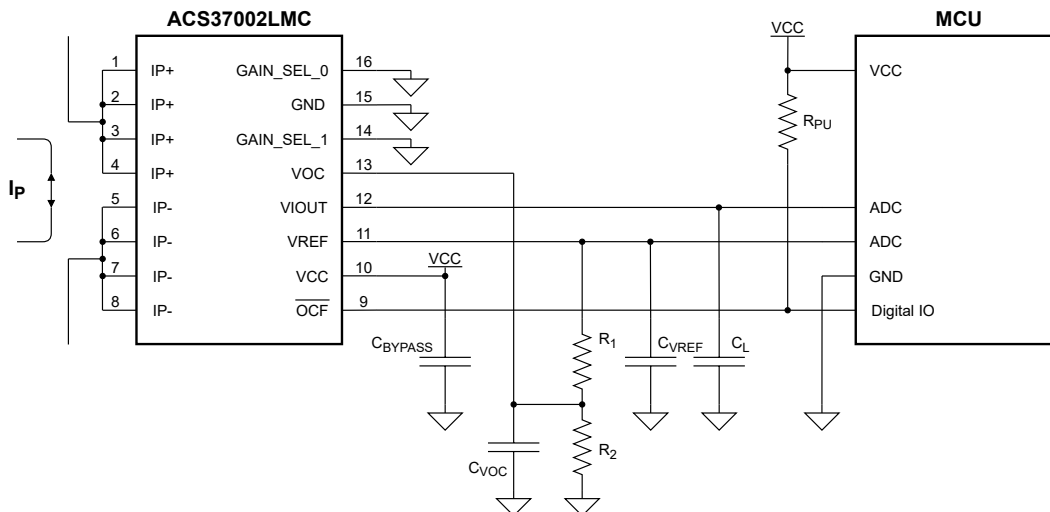 ACS37002LMC
MCU
1 IP+ GAIN_SEL_0 16
2 IP+ GND 15
3 IP+ GAIN_SEL_1 14
4 IP+ VOC 13
5 IP- VIOUT 12
6 IP- VREF 11
7 IP- VCC 10
8 IP- OCF 9
IP
VCC
VCC
RPU
VCC
ADC
ADC
GND
Digital IO
CBYPASS
R1
CVREF
CL
CVOC
R2